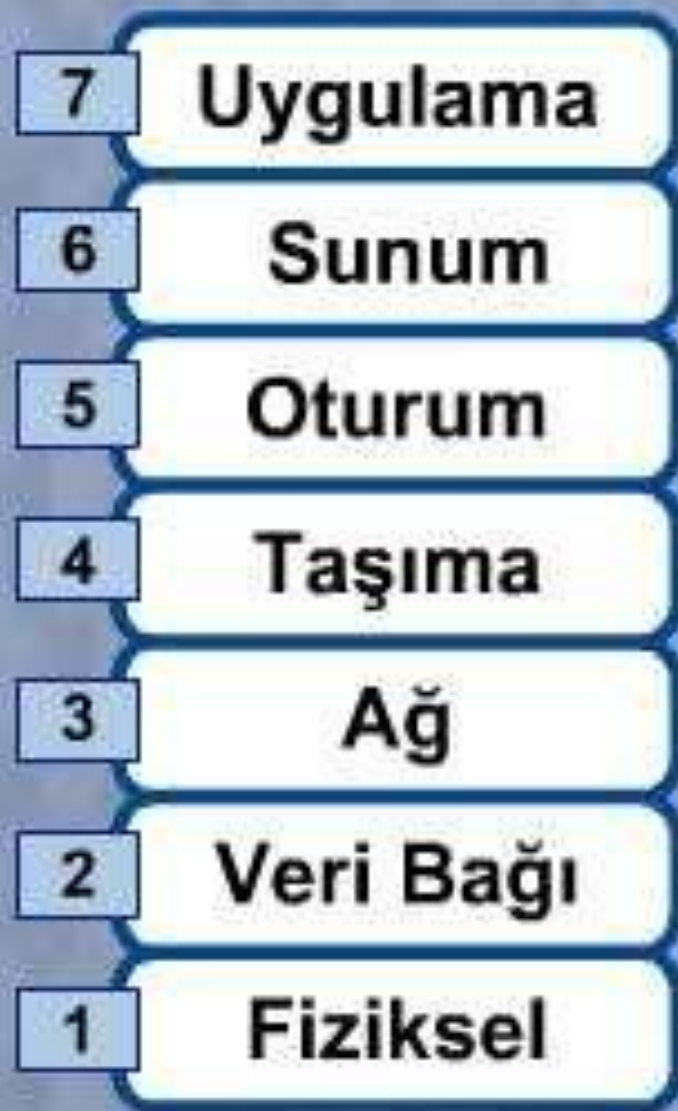 7 Uygulama
6 Sunum
5 Oturum
4 Taşıma
3 Ağ
2 Veri Bağı
1 Fiziksel